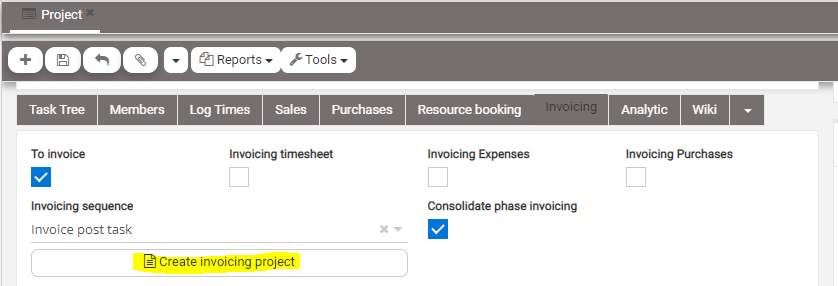 Project
Reports Tools
Task Tree Members Log Times Sales Purchases Resource booking Invoicing Analytic Wiki
To invoice Invoicing timesheet Invoicing Expenses Invoicing Purchases
Invoicing sequence Consolidate phase invoicing
Invoice post task
Create invoicing project